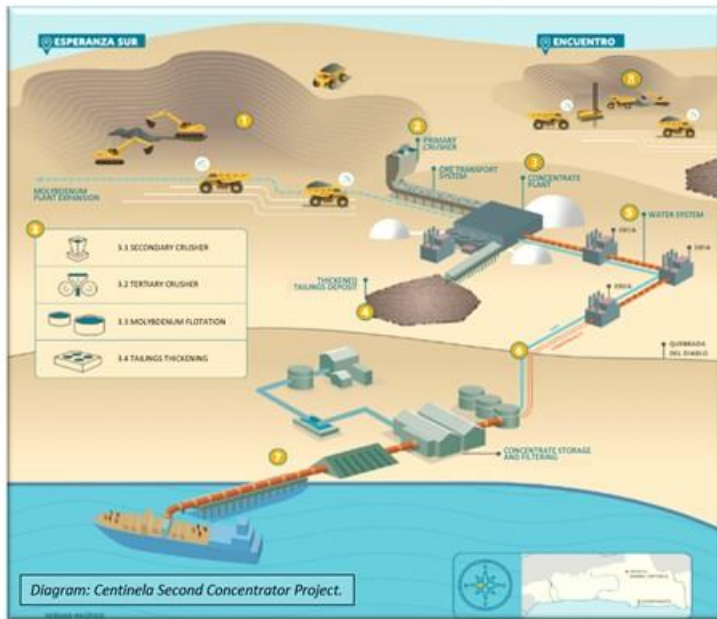 ESPERANZA SUR
ENCUENTRO
1
8
2
PRIMARY
CRUSHER
ORE TRANSPORT
SYSTEM
3
CONCENTRATE
PLANT
MOLYBDENUM
PLANT EXPANSION
5
WATER SYSTEM
3
3.1 SECONDARY CRUSHER
3.2 TERTIARY CRUSHER
3.3 MOLYBDENUM FLOTATION
3.4 TAILINGS THICKENING
THICKENED
TAILINGS DEPOSIT
4
6
QUEBRADA
DEL DIABLO
7
CONCENTRATE STORAGE
AND FILTERING
Diagram: Centinela Second Concentrator Project.